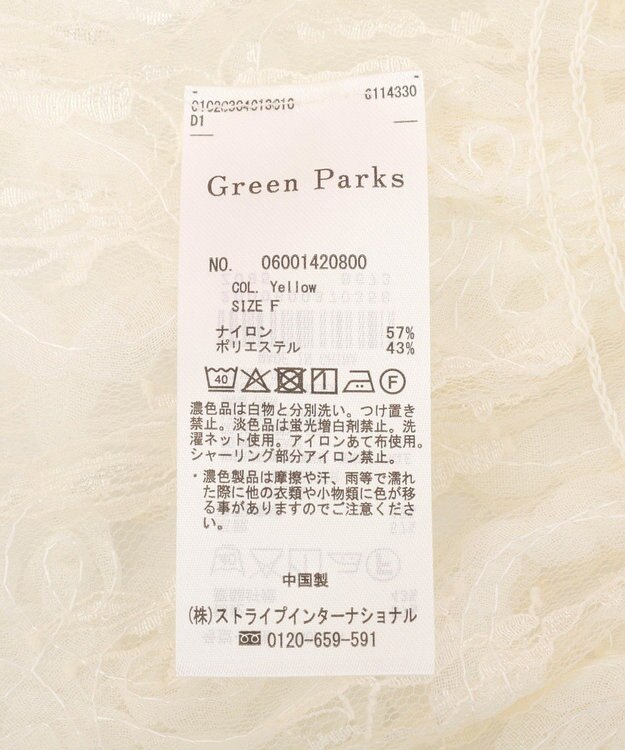 6114330
D1
Green Parks
NO. 06001420800
COL. Yellow
SIZE F
ナイロン 57%
ポリエステル 43%
40 F
濃色品は白物と分別洗い。つけ置き
禁止。淡色品は蛍光増白剤禁止。洗
濯ネット使用。アイロンあて布使用。
シャーリング部分アイロン禁止。
・濃色製品は摩擦や汗、雨等で濡れ
た際に他の衣類や小物類に色が移
る事がありますのでご注意くださ
い。
中国製
(株)ストライプインターナショナル
0120-659-591